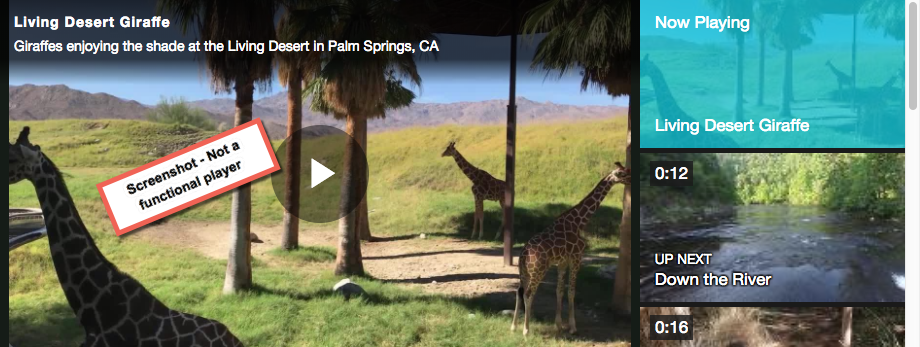 Living Desert Giraffe
Giraffes enjoying the shade at the Living Desert in Palm Springs, CA
Screenshot - Not a
functional player
Now Playing
Living Desert Giraffe
0:12
UP NEXT
Down the River
0:16